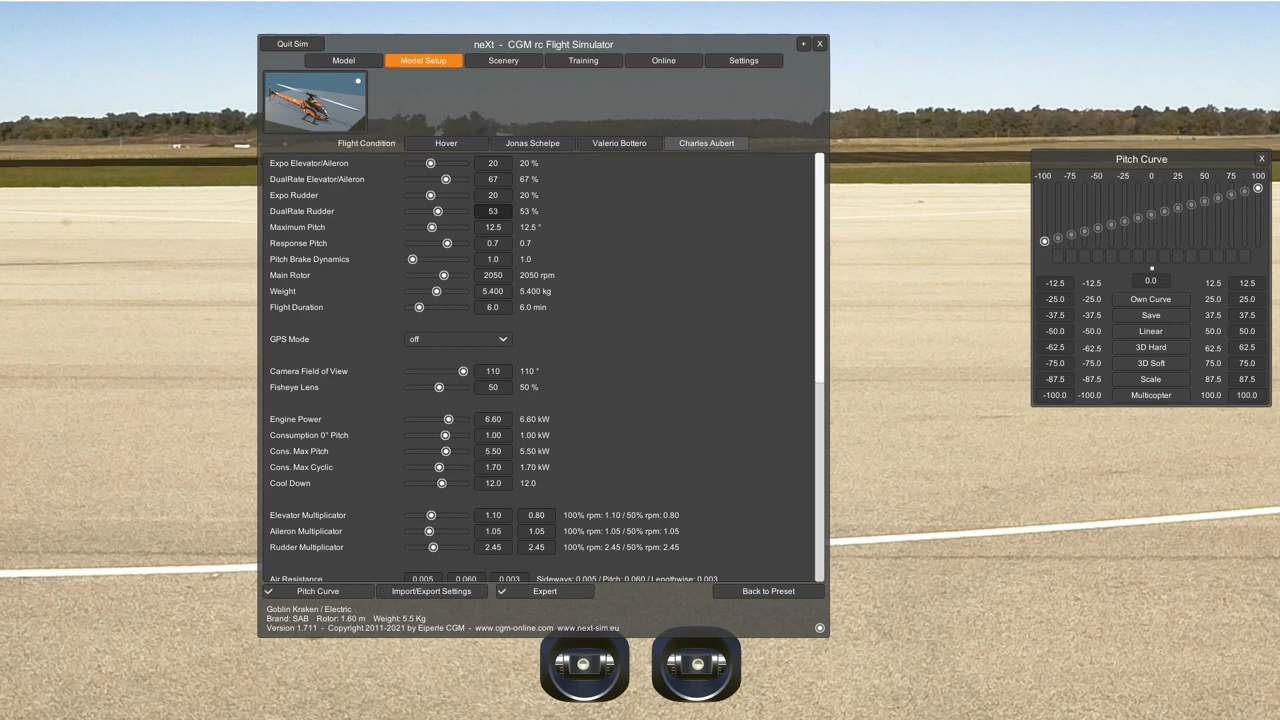 Quit Sim
neXt - CGM rc Flight Simulator
+ X
Model Model Setup Scenery Training Online Settings
Flight Condition Hover Jonas Schelpe Valerio Bottero Charles Aubert
Expo Elevator/Aileron 20 20 %
DualRate Elevator/Aileron 67 67 %
Expo Rudder 20 20 %
DualRate Rudder 53 53 %
Maximum Pitch 12.5 12.5 °
Response Pitch 0.7 0.7
Pitch Brake Dynamics 1.0 1.0
Main Rotor 2050 2050 rpm
Weight 5.400 5.400 kg
Flight Duration 6.0 6.0 min
GPS Mode off
Camera Field of View 110 110 °
Fisheye Lens 50 50 %
Engine Power 6.60 6.60 kW
Consumption 0° Pitch 1.00 1.00 kW
Cons. Max Pitch 5.50 5.50 kW
Cons. Max Cyclic 1.70 1.70 kW
Cool Down 12.0 12.0
Elevator Multiplicator 1.10 0.80 100% rpm: 1.10 / 50% rpm: 0.80
Aileron Multiplicator 1.05 1.05 100% rpm: 1.05 / 50% rpm: 1.05
Rudder Multiplicator 2.45 2.45 100% rpm: 2.45 / 50% rpm: 2.45
Air Resistance 0.005 0.060 0.003 Sideways: 0.005 / Pitch: 0.060 / Lengthwise: 0.003
Pitch Curve Import/Export Settings Expert Back to Preset
Goblin Kraken / Electric
Brand: SAB Rotor: 1.60 m Weight: 5.5 Kg
Version 1.711 - Copyright 2011-2021 by Eiperle CGM - www.cgm-online.com www.next-sim.eu
Pitch Curve X
-100 -75 -50 -25 0 25 50 75 100
-12.5 -12.5 0.0 12.5 12.5
-25.0 -25.0 Own Curve 25.0 25.0
-37.5 -37.5 Save 37.5 37.5
-50.0 -50.0 Linear 50.0 50.0
-62.5 -62.5 3D Hard 62.5 62.5
-75.0 -75.0 3D Soft 75.0 75.0
-87.5 -87.5 Scale 87.5 87.5
-100.0 -100.0 Multicopter 100.0 100.0